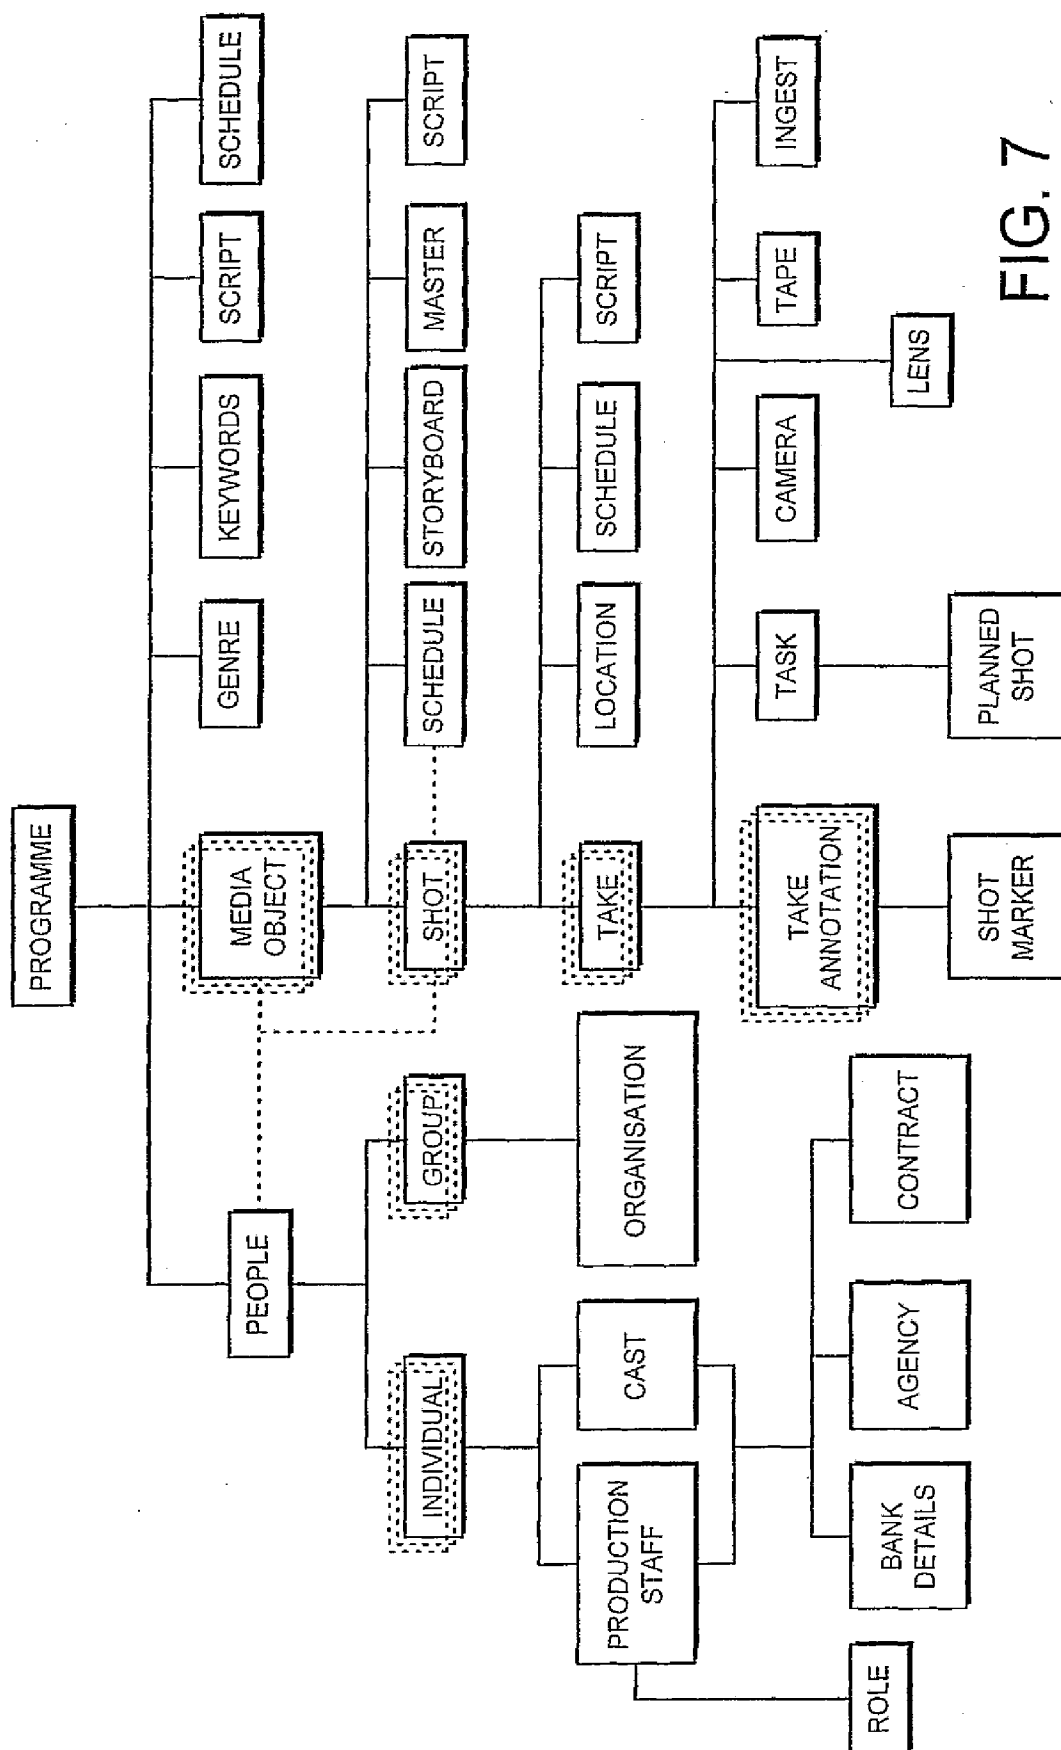 PROGRAMME
PEOPLE
MEDIA
OBJECT
GENRE
KEYWORDS
SCRIPT
SCHEDULE
INDIVIDUAL
GROUP
SHOT
SCHEDULE
STORYBOARD
MASTER
SCRIPT
PRODUCTION
STAFF
CAST
ORGANISATION
TAKE
LOCATION
SCHEDULE
SCRIPT
TAKE
ANNOTATION
TASK
CAMERA
TAPE
INGEST
ROLE
BANK
DETAILS
AGENCY
CONTRACT
LENS
SHOT
MARKER
PLANNED
SHOT
FIG. 7